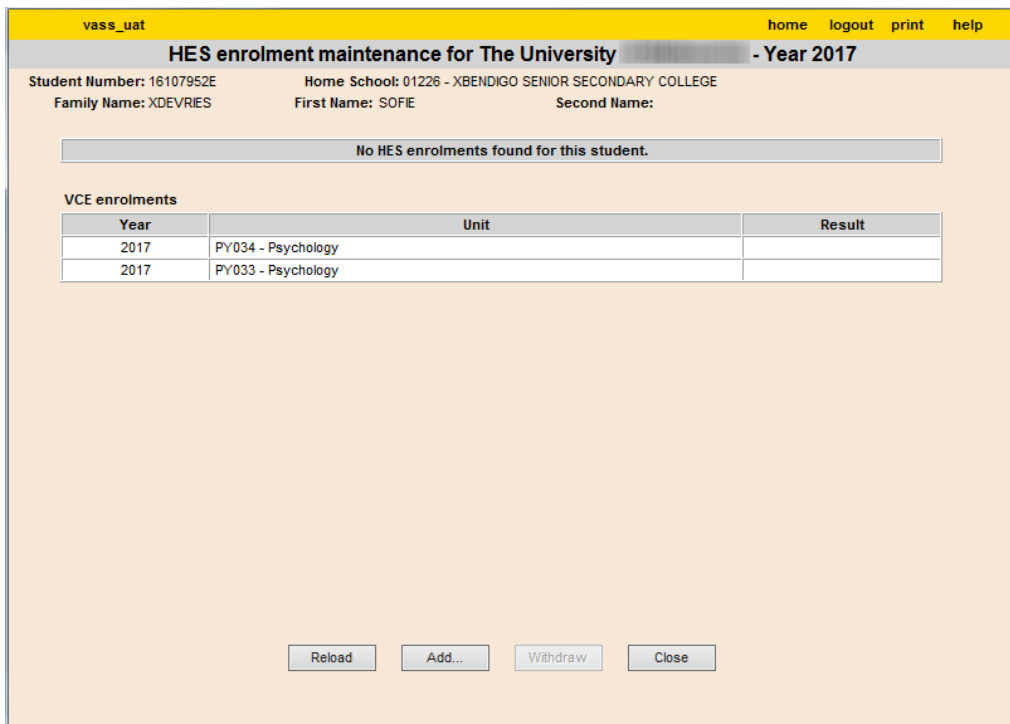 vass_uat home logout print help
HES enrolment maintenance for The University - Year 2017
Student Number: 16107952E Home School: 01226 - XBENDIGO SENIOR SECONDARY COLLEGE
Family Name: XDEVRIES First Name: SOFIE Second Name:
No HES enrolments found for this student.
VCE enrolments
Year Unit Result
2017 PY034 - Psychology
2017 PY033 - Psychology
Reload Add... Withdraw Close